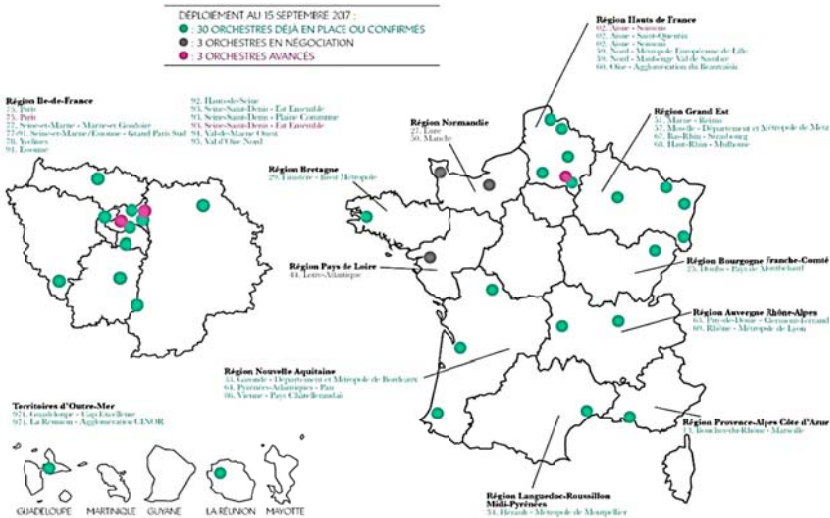 DÉPLOIEMENT AU 15 SEPTEMBRE 2017 :
: 30 ORCHESTRES DÉJÀ EN PLACE OU CONFIRMÉS
: 3 ORCHESTRES EN NÉGOCIATION
: 3 ORCHESTRES AVANCÉS
Région Ile-de-France
75. Paris
75. Paris
77. Seine-et-Marne - Marne-et-Gondoire
77-91. Seine-et-Marne/Essonne - Grand Paris Sud
78. Yvelines
91. Essonne
92. Hauts-de-Seine
93. Seine-Saint-Denis - Est Ensemble
93. Seine-Saint-Denis - Plaine Commune
93. Seine-Saint-Denis - Est Ensemble
94. Val-de-Marne Ouest
95. Val d'Oise Nord
Région Hauts de France
02. Aisne - Soissons
02. Aisne - Saint-Quentin
02. Aisne - Soissons
59. Nord - Métropole Européenne de Lille
59. Nord - Maubeuge Val de Sambre
60. Oise - Agglomération du Beauvaisis
Région Normandie
27. Eure
50. Manche
Région Grand Est
51. Marne - Reims
57. Moselle - Département et Métropole de Metz
67. Bas-Rhin - Strasbourg
68. Haut-Rhin - Mulhouse
Région Bretagne
29. Finistère - Brest Métropole
Région Pays de Loire
44. Loire-Atlantique
Région Bourgogne Franche-Comté
25. Doubs - Pays de Montbéliard
Région Auvergne Rhône-Alpes
63. Puy-de-Dôme - Clermont-Ferrand
69. Rhône - Métropole de Lyon
Région Nouvelle Aquitaine
33. Gironde - Département et Métropole de Bordeaux
64. Pyrénées-Atlantiques - Pau
86. Vienne - Pays Châtelleraudais
Territoires d'Outre-Mer
971. Guadeloupe - Cap Excellence
974. La Réunion - Agglomération CINOR
Région Provence-Alpes Côte d'Azur
13. Bouches-du-Rhône - Marseille
Région Languedoc-Roussillon
Midi-Pyrénées
34. Hérault - Métropole de Montpellier
GUADELOUPE
MARTINIQUE
GUYANE
LA RÉUNION
MAYOTTE